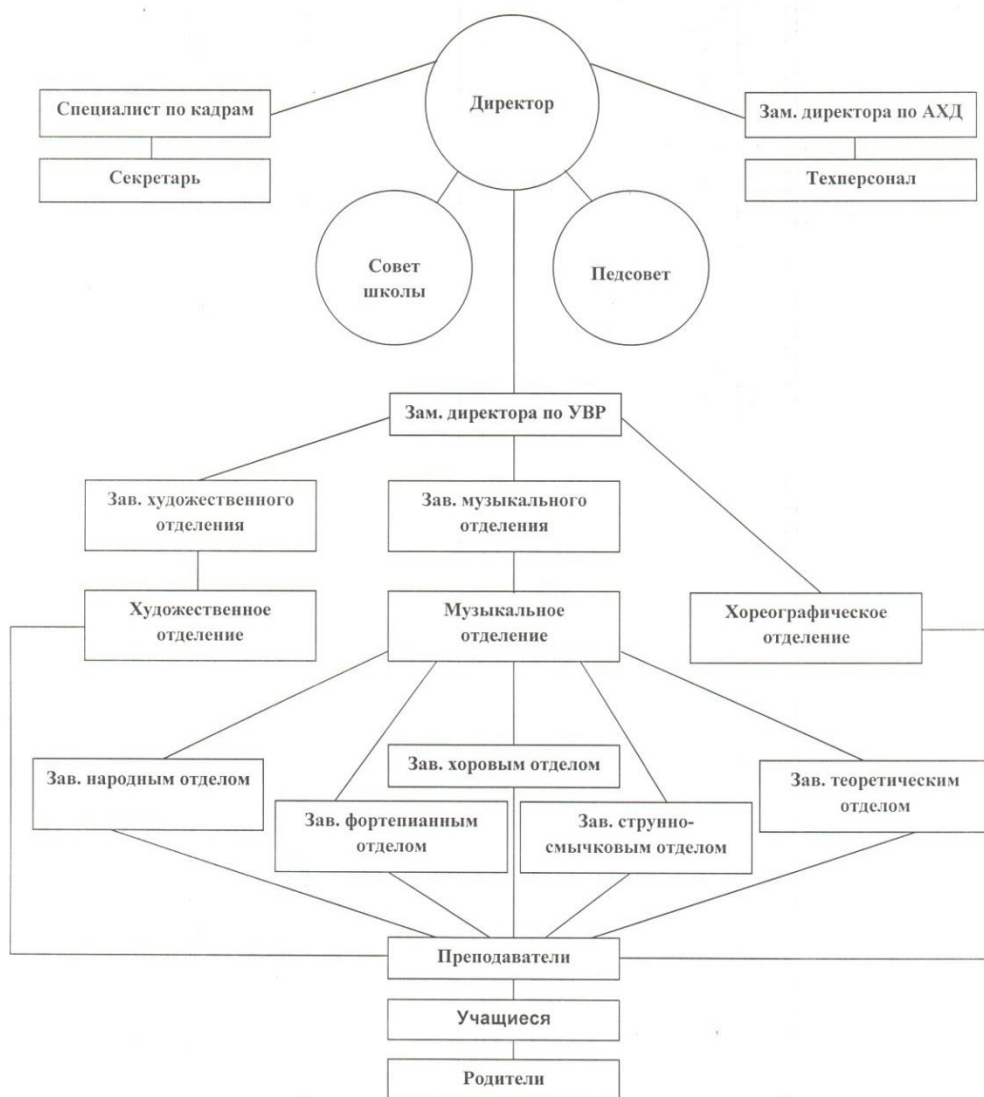 Директор
Специалист по кадрам
Зам. директора по АХД
Секретарь
Техперсонал
Совет
школы
Педсовет
Зам. директора по УВР
Зав. художественного
отделения
Зав. музыкального
отделения
Художественное
отделение
Музыкальное
отделение
Хореографическое
отделение
Зав. народным отделом
Зав. хоровым отделом
Зав. теоретическим
отделом
Зав. фортепианным
отделом
Зав. струнно-
смычковым отделом
Преподаватели
Учащиеся
Родители